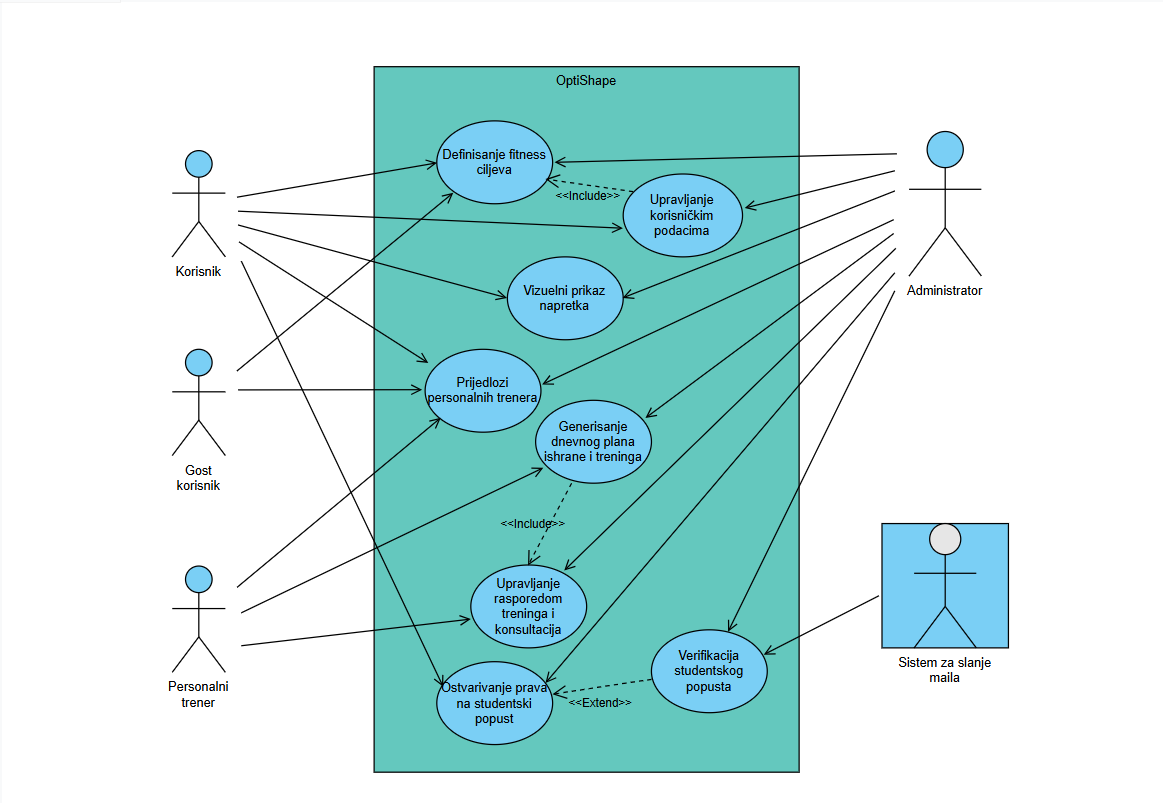 OptiShape
Definisanje fitness
ciljeva
<<Include>>
Upravljanje
korisničkim
podacima
Korisnik
Administrator
Vizuelni prikaz
napretka
Prijedlozi
personalnih trenera
Generisanje
dnevnog plana
ishrane i treninga
Gost
korisnik
<<Include>>
Upravljanje
rasporedom
treninga i
konsultacija
Personalni
trener
Verifikacija
studentskog
popusta
Sistem za slanje
maila
Ostvarivanje prava
na studentski
popust
<<Extend>>